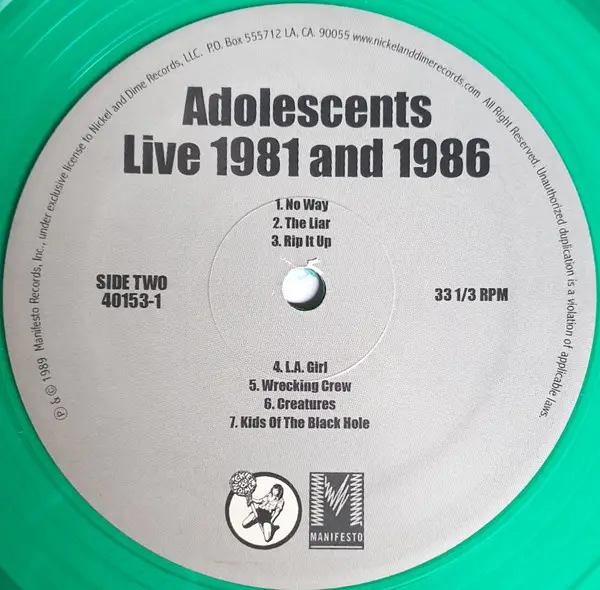 ℗ & © 1989 Manifesto Records, Inc., under exclusive license to Nickel and Dime Records, LLC. P.O. Box 555712 LA, CA. 90055 www.nickelanddimerecords.com All Right Reserved. Unauthorized duplication is a violation of applicable laws.
Adolescents
Live 1981 and 1986
1. No Way
2. The Liar
3. Rip It Up
SIDE TWO
40153-1
33 1/3 RPM
4. L.A. Girl
5. Wrecking Crew
6. Creatures
7. Kids Of The Black Hole
MANIFESTO